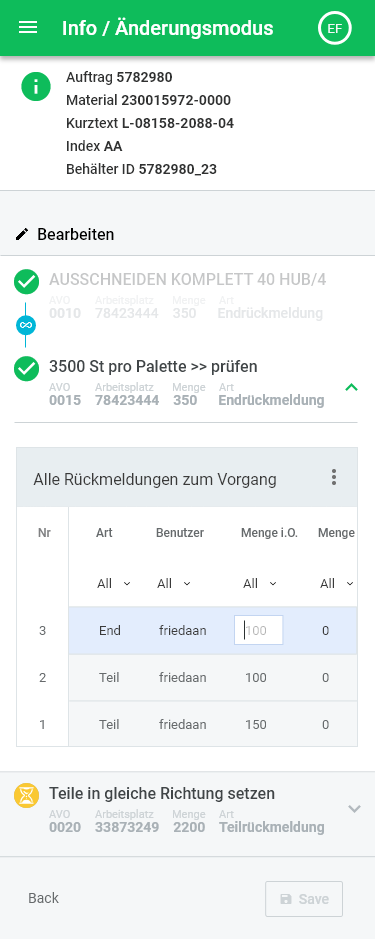 Info / Änderungsmodus
EF
Auftrag 5782980
Material 230015972-0000
Kurztext L-08158-2088-04
Index AA
Behälter ID 5782980_23
Bearbeiten
AUSSCHNEIDEN KOMPLETT 40 HUB/4
AVO Arbeitsplatz Menge Art
0010 78423444 350 Endrückmeldung
3500 St pro Palette >> prüfen
AVO Arbeitsplatz Menge Art
0015 78423444 350 Endrückmeldung
Alle Rückmeldungen zum Vorgang
Nr Art Benutzer Menge i.O. Menge
All All All All
3 End friedaan 100 0
2 Teil friedaan 100 0
1 Teil friedaan 150 0
Teile in gleiche Richtung setzen
AVO Arbeitsplatz Menge Art
0020 33873249 2200 Teilrückmeldung
Back Save